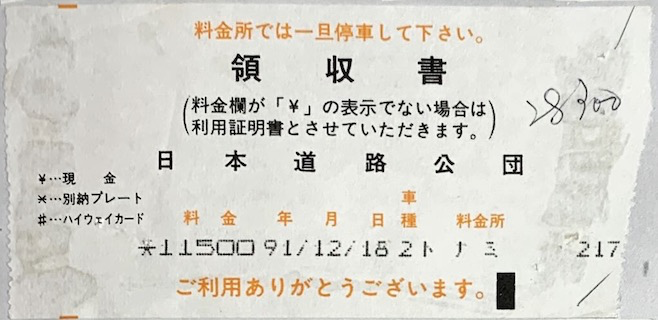 料金所では一旦停車して下さい。
領収書
(料金欄が「¥」の表示でない場合は
利用証明書とさせていただきます。)
28300
日本道路公団
¥…現金
*…別納プレート
#…ハイウェイカード
料金 年 月 日 車種 料金所
*11500 91/12/18 2トナミ 217
ご利用ありがとうございます。